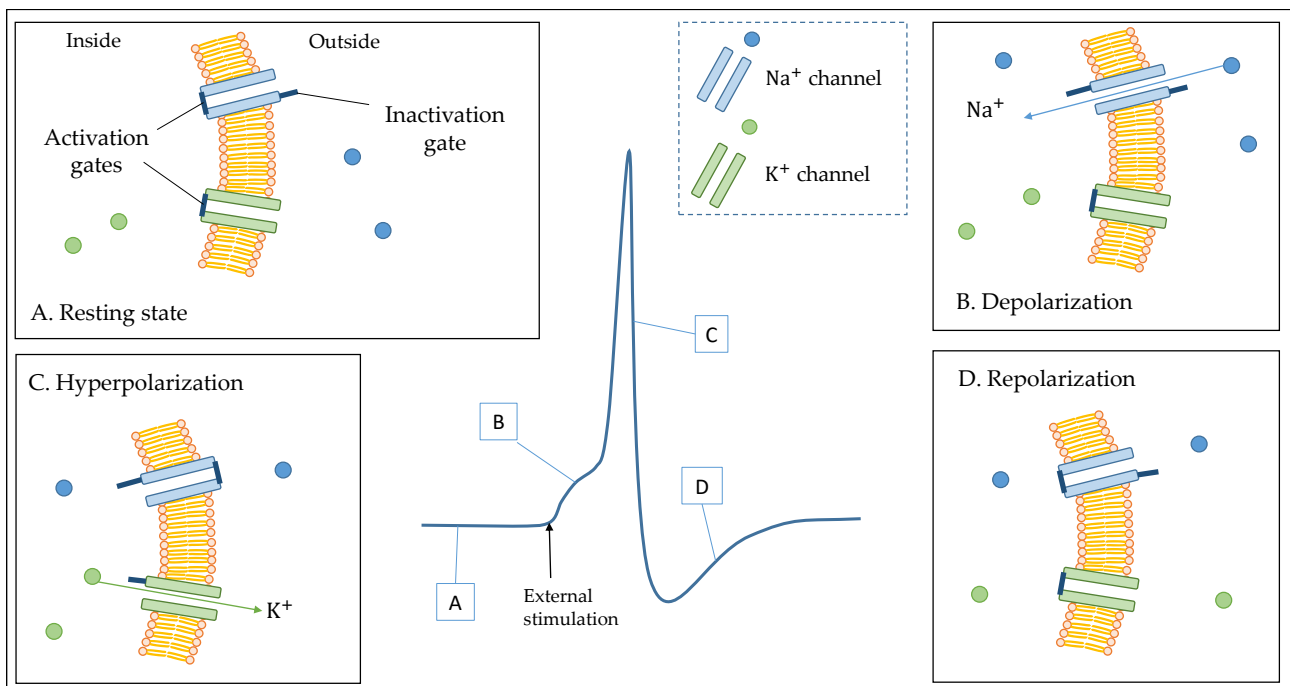 Inside
Outside
Activation
gates
Inactivation
gate
A. Resting state
Na⁺ channel
K⁺ channel
Na⁺
B. Depolarization
C. Hyperpolarization
K⁺
A
B
C
D
External
stimulation
D. Repolarization